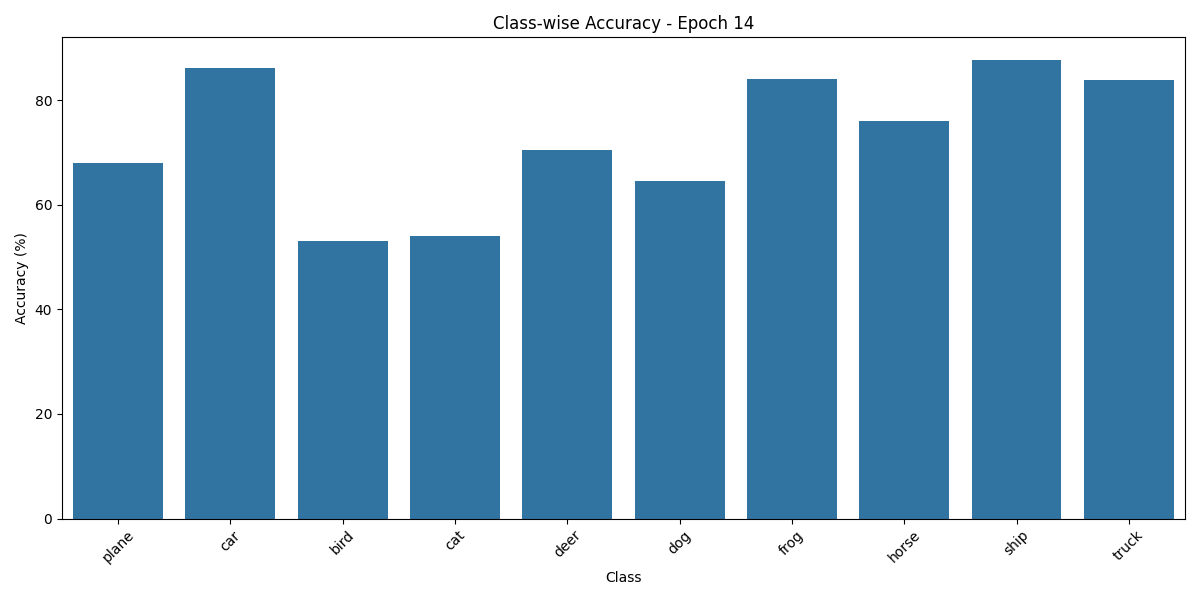 Class-wise Accuracy - Epoch 14
Accuracy (%)
80
60
40
20
0
plane
car
bird
cat
deer
dog
frog
horse
ship
truck
Class